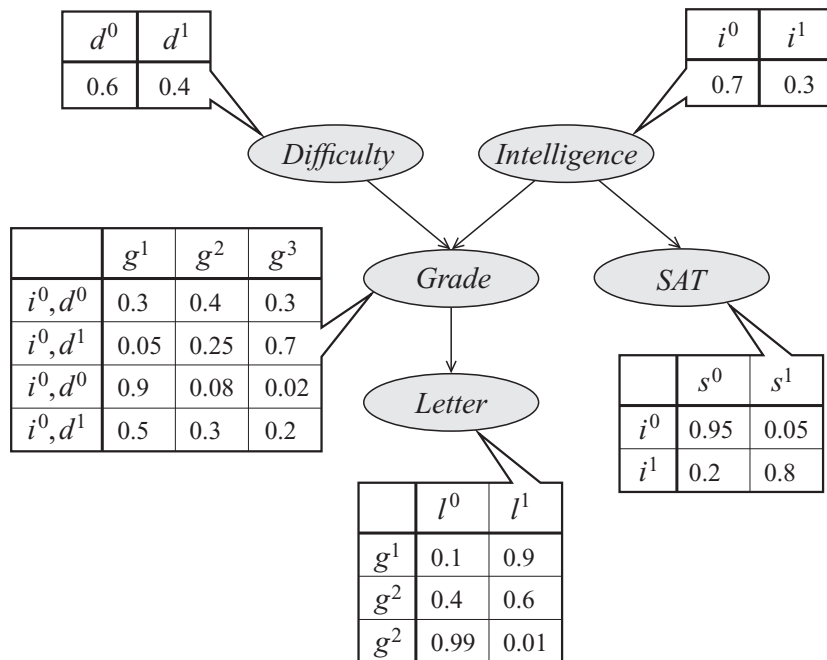 d⁰ d¹
0.6 0.4
i⁰ i¹
0.7 0.3
Difficulty
Intelligence
g¹ g² g³
i⁰,d⁰ 0.3 0.4 0.3
i⁰,d¹ 0.05 0.25 0.7
i⁰,d⁰ 0.9 0.08 0.02
i⁰,d¹ 0.5 0.3 0.2
Grade
SAT
Letter
s⁰ s¹
i⁰ 0.95 0.05
i¹ 0.2 0.8
l⁰ l¹
g¹ 0.1 0.9
g² 0.4 0.6
g² 0.99 0.01